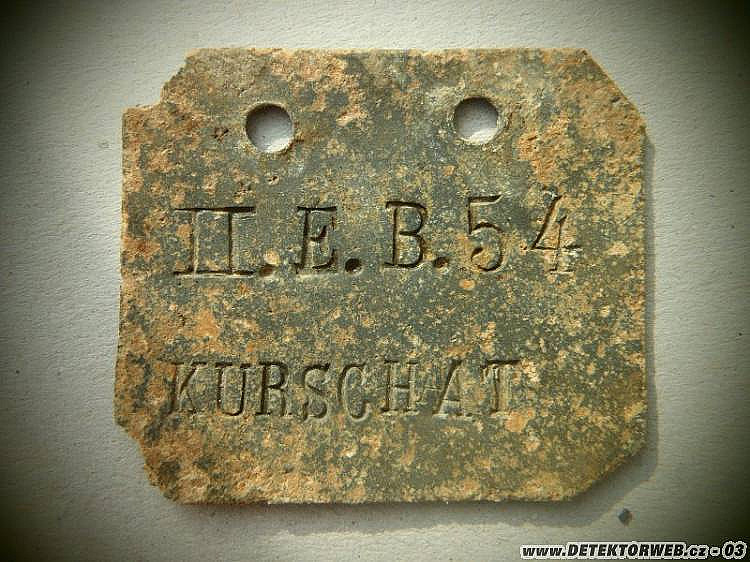 II.E.B.54
KURSCHAT
www.DETEKTORWEB.cz - 03